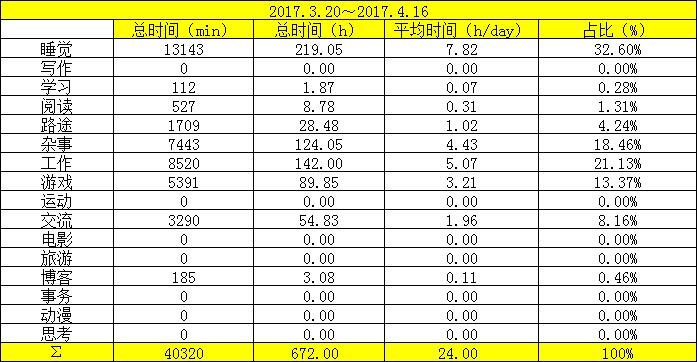 2017.3.20～2017.4.16
总时间（min） 总时间（h） 平均时间（h/day） 占比（%）
睡觉 13143 219.05 7.82 32.60%
写作 0 0.00 0.00 0.00%
学习 112 1.87 0.07 0.28%
阅读 527 8.78 0.31 1.31%
路途 1709 28.48 1.02 4.24%
杂事 7443 124.05 4.43 18.46%
工作 8520 142.00 5.07 21.13%
游戏 5391 89.85 3.21 13.37%
运动 0 0.00 0.00 0.00%
交流 3290 54.83 1.96 8.16%
电影 0 0.00 0.00 0.00%
旅游 0 0.00 0.00 0.00%
博客 185 3.08 0.11 0.46%
事务 0 0.00 0.00 0.00%
动漫 0 0.00 0.00 0.00%
思考 0 0.00 0.00 0.00%
Σ 40320 672.00 24.00 100%